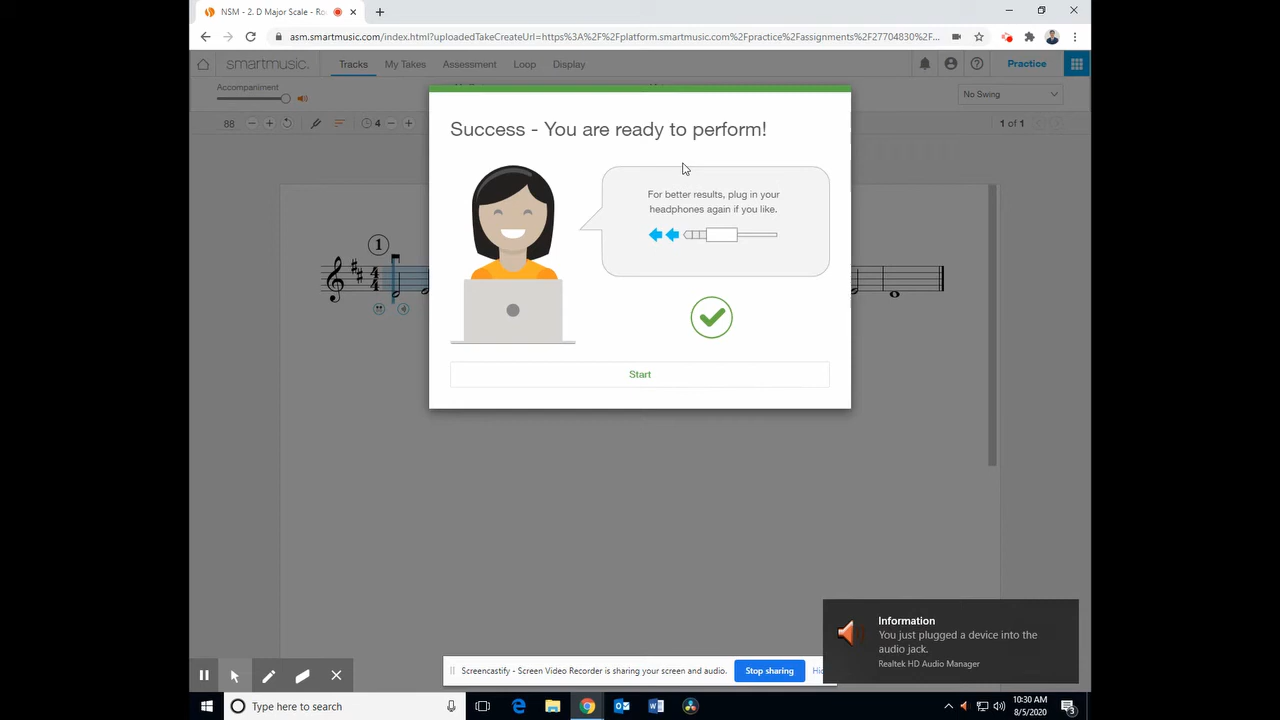 NSM - 2. D Major Scale - Ro
asm.smartmusic.com/index.html?uploadedTakeCreateUrl=https%3A%2F%2Fplatform.smartmusic.com%2Fpractice%2Fassignments%2F27704830%2F...
smartmusic.
Tracks
My Takes
Assessment
Loop
Display
Practice
Accompaniment
No Swing
88
4
1 of 1
Success - You are ready to perform!
For better results, plug in your
headphones again if you like.
1
Start
Information
You just plugged a device into the
audio jack.
Realtek HD Audio Manager
Screencastify - Screen Video Recorder is sharing your screen and audio.
Stop sharing
Type here to search
10:30 AM
8/5/2020
3